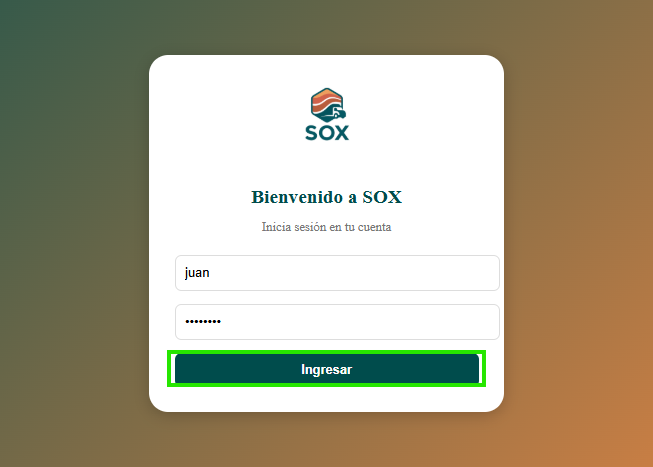 SOX
Bienvenido a SOX
Inicia sesión en tu cuenta
juan
••••••••
Ingresar